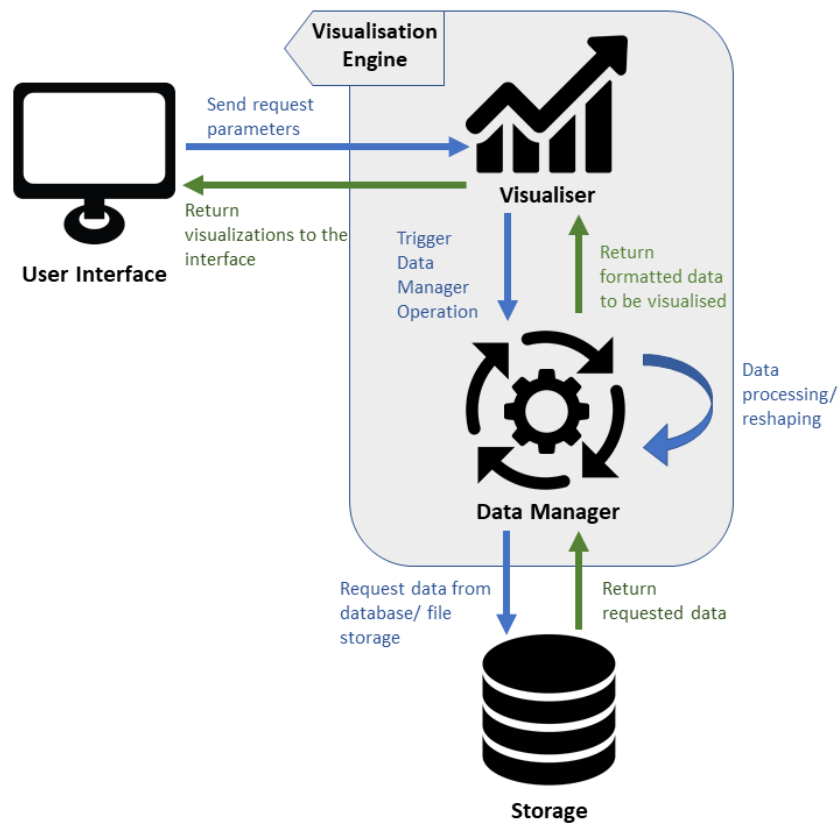 Visualisation
Engine
Send request
parameters
Visualiser
Return
visualizations to the
interface
User Interface
Trigger
Data
Manager
Operation
Return
formatted data
to be visualised
Data
processing/
reshaping
Data Manager
Request data from
database/ file
storage
Return
requested data
Storage